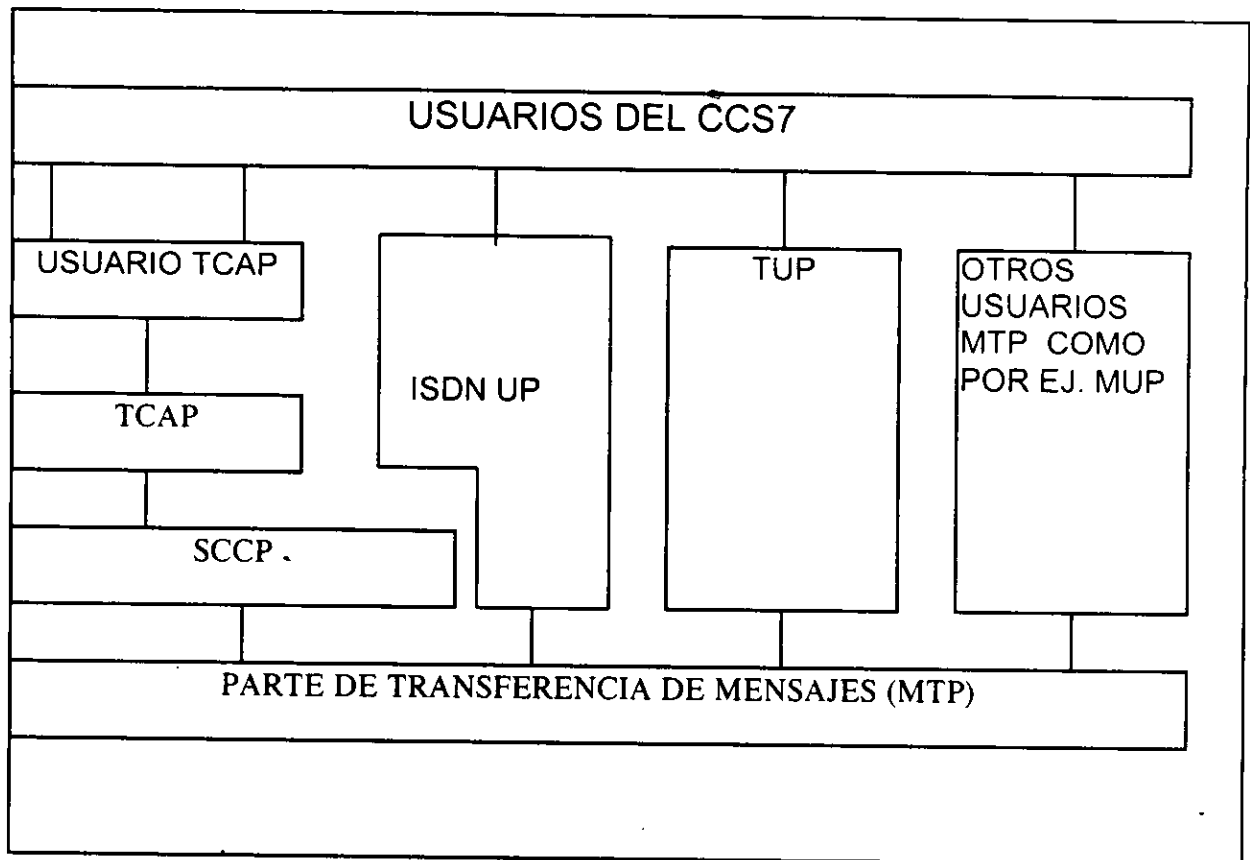 USUARIOS DEL CCS7
USUARIO TCAP
TCAP
SCCP
ISDN UP
TUP
OTROS
USUARIOS
MTP COMO
POR EJ. MUP
PARTE DE TRANSFERENCIA DE MENSAJES (MTP)